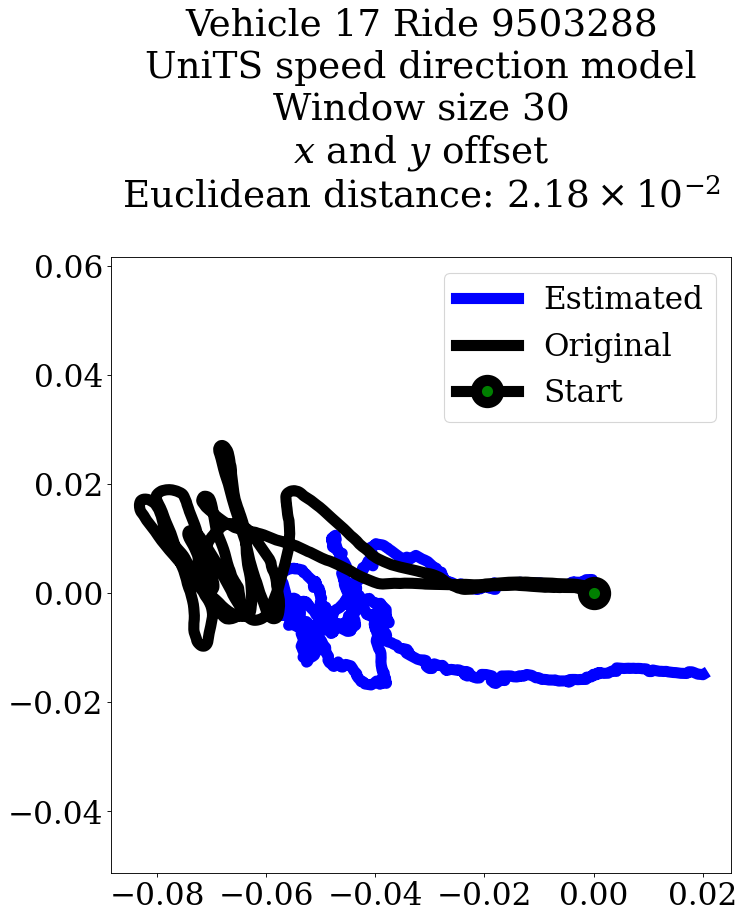 Vehicle 17 Ride 9503288
UniTS speed direction model
Window size 30
x and y offset
Euclidean distance: 2.18 × 10⁻²
Estimated
Original
Start
0.06
0.04
0.02
0.00
−0.02
−0.04
−0.08 −0.06 −0.04 −0.02 0.00 0.02